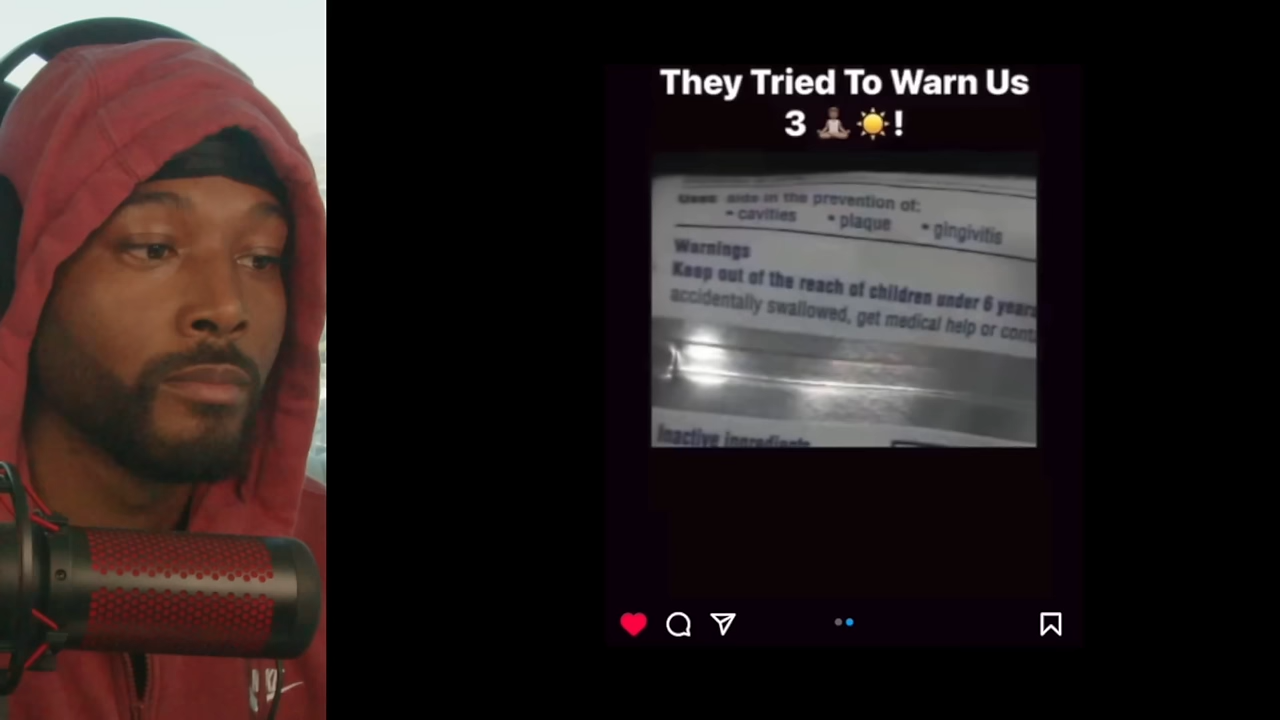 They Tried To Warn Us
3 🧘🏽☀️!
Uses aids in the prevention of:
• cavities • plaque • gingivitis
Warnings
Keep out of the reach of children under 6 years
accidentally swallowed, get medical help or cont
Inactive ingredients